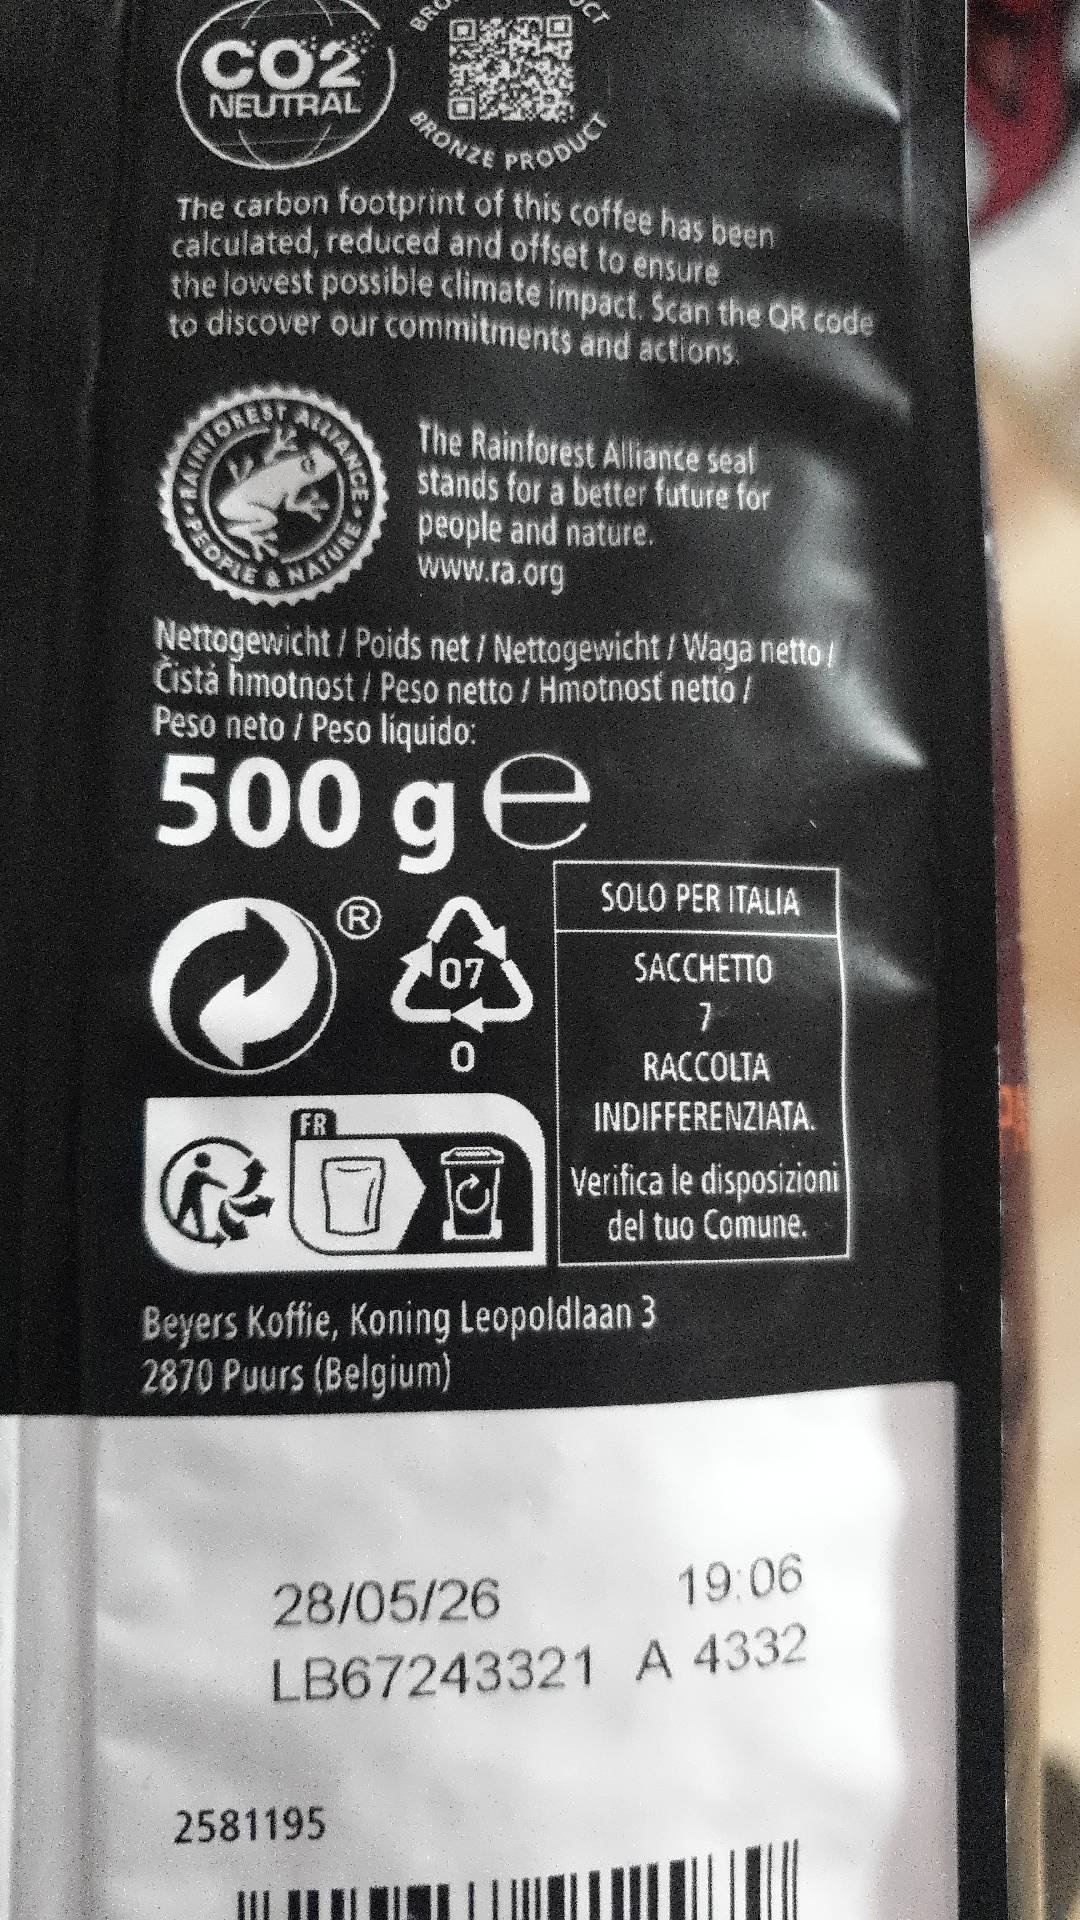 CO2
NEUTRAL
BRONZE PRODUCT
The carbon footprint of this coffee has been
calculated, reduced and offset to ensure
the lowest possible climate impact. Scan the QR code
to discover our commitments and actions.
RAINFOREST ALLIANCE
PEOPLE & NATURE
The Rainforest Alliance seal
stands for a better future for
people and nature.
www.ra.org
Nettogewicht / Poids net / Nettogewicht / Waga netto /
Čistá hmotnost / Peso netto / Hmotnosť netto /
Peso neto / Peso líquido:
500 g e
®
07
O
SOLO PER ITALIA
SACCHETTO
7
RACCOLTA
INDIFFERENZIATA.
Verifica le disposizioni
del tuo Comune.
FR
Beyers Koffie, Koning Leopoldlaan 3
2870 Puurs (Belgium)
28/05/26 19:06
LB67243321 A 4332
2581195